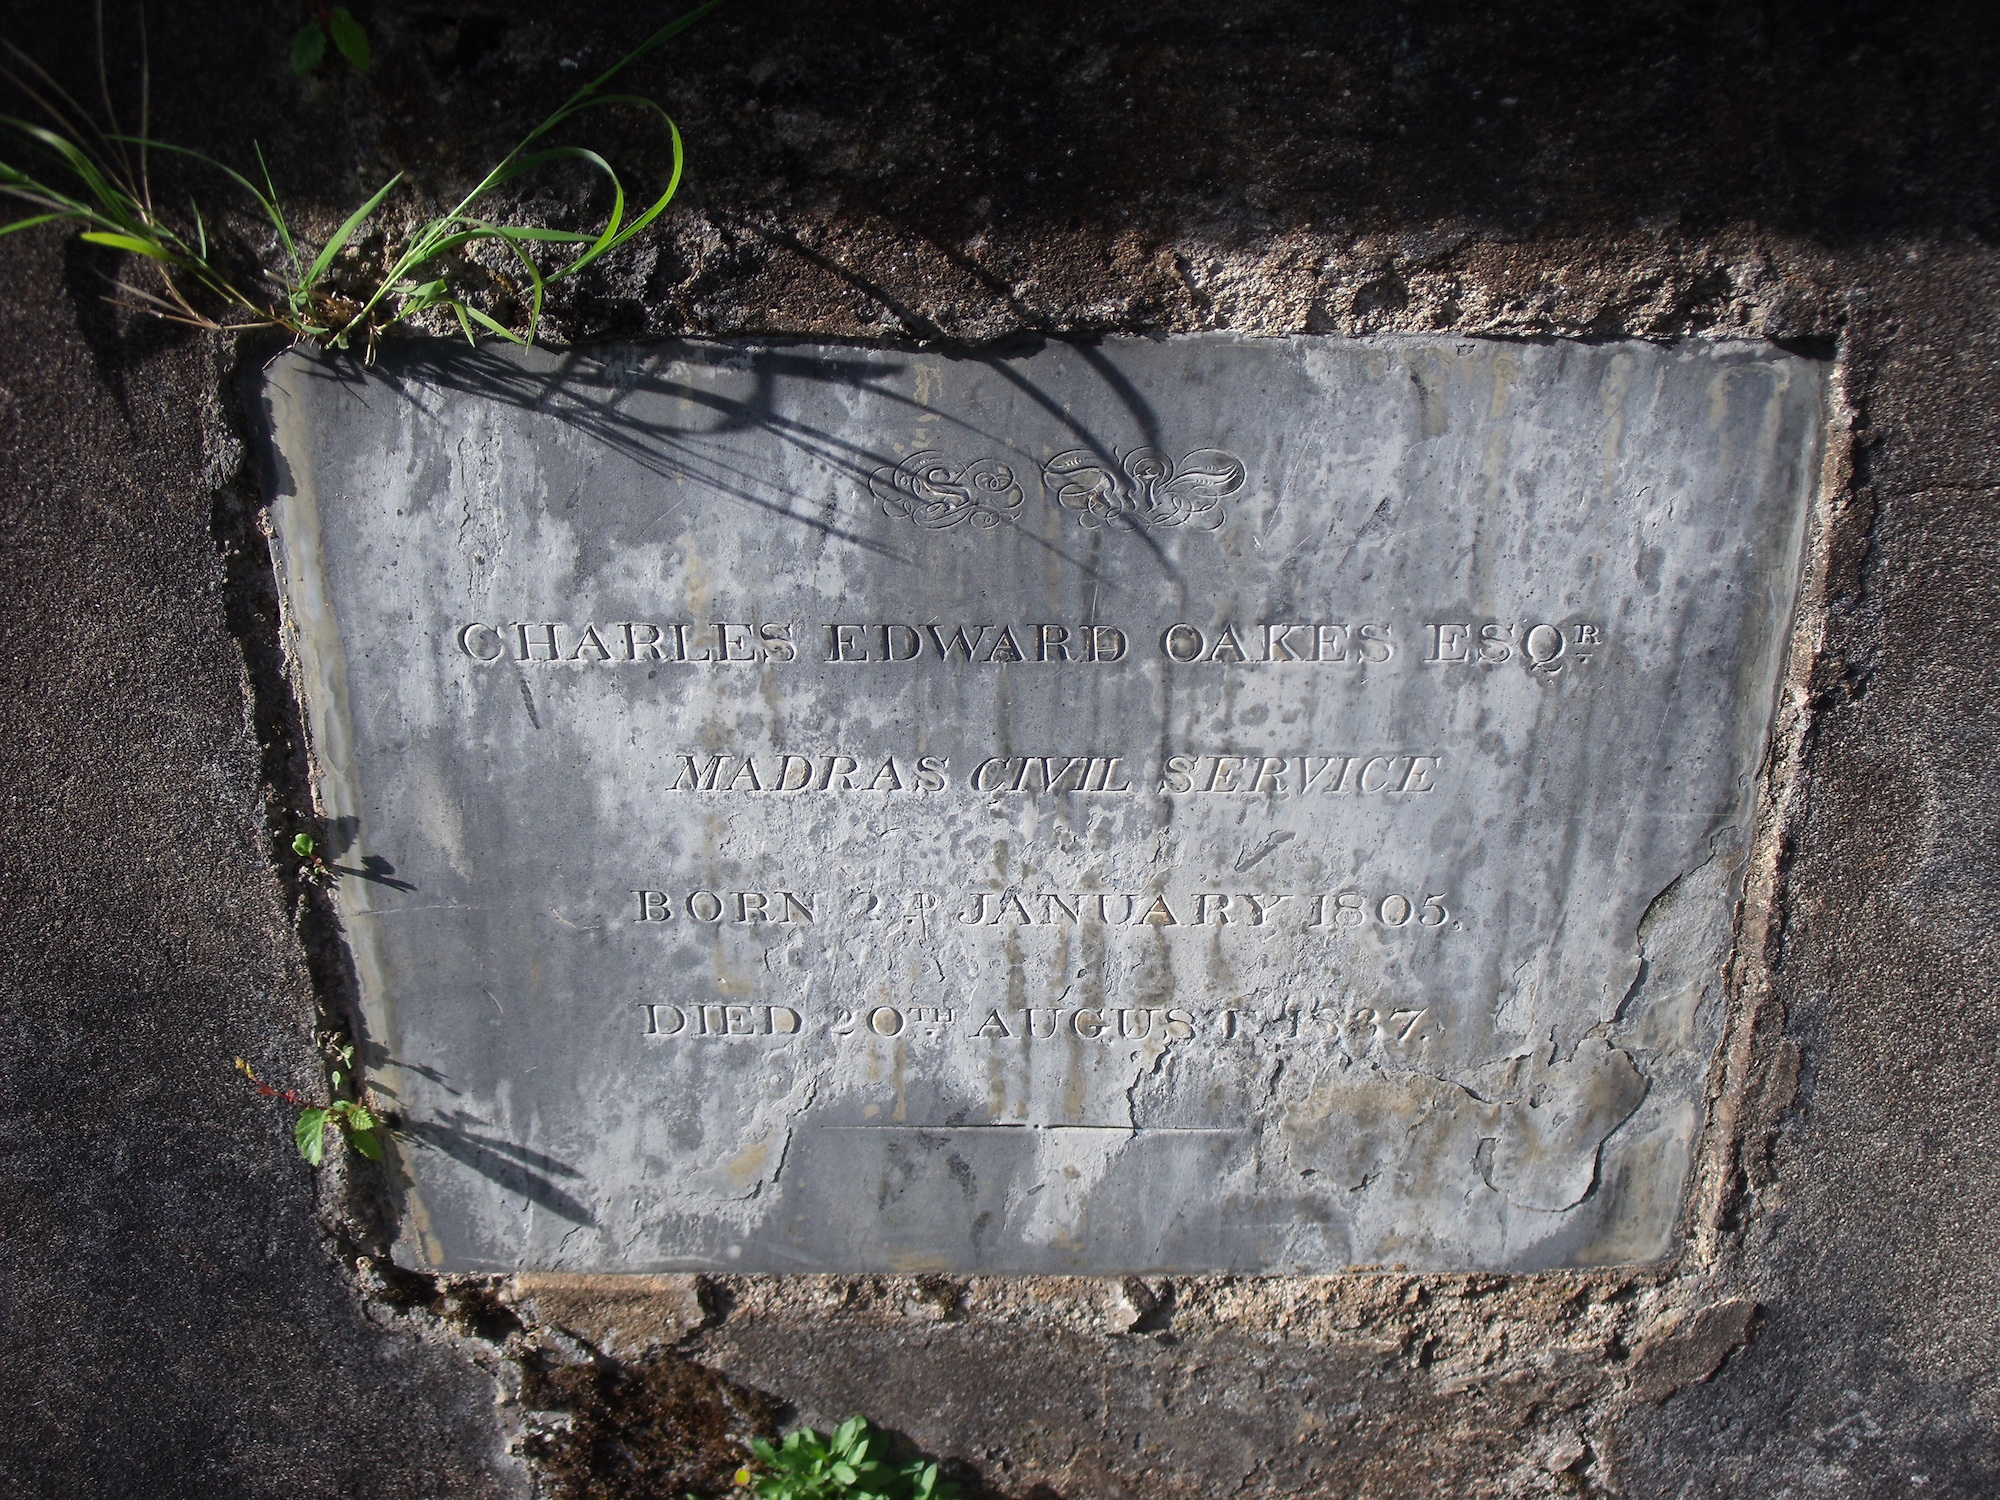 S. M.
CHARLES EDWARD OAKES ESQR
MADRAS CIVIL SERVICE
BORN 2D JANUARY 1805.
DIED 20TH AUGUST 1837.